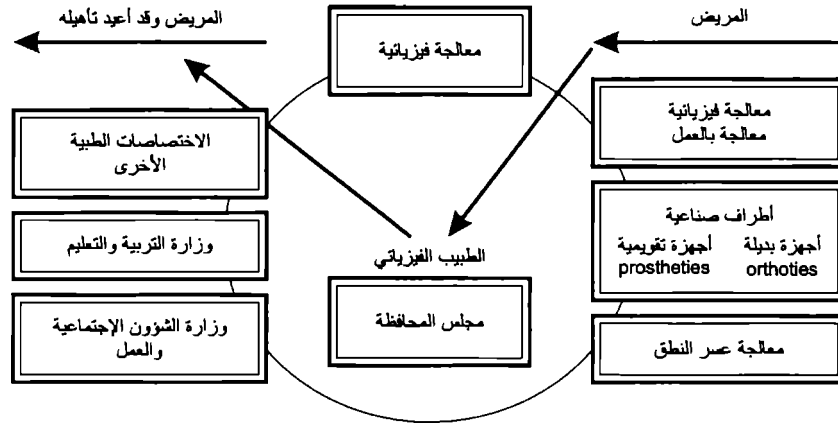 المريض
المريض وقد أعيد تأهيله
معالجة فيزيائية
معالجة فيزيائية
معالجة بالعمل
أطراف صناعية
أجهزة بديلة
orthoties
أجهزة تقويمية
prostheties
معالجة عسر النطق
الطبيب الفيزيائي
مجلس المحافظة
الاختصاصات الطبية
الأخرى
وزارة التربية والتعليم
وزارة الشؤون الإجتماعية
والعمل